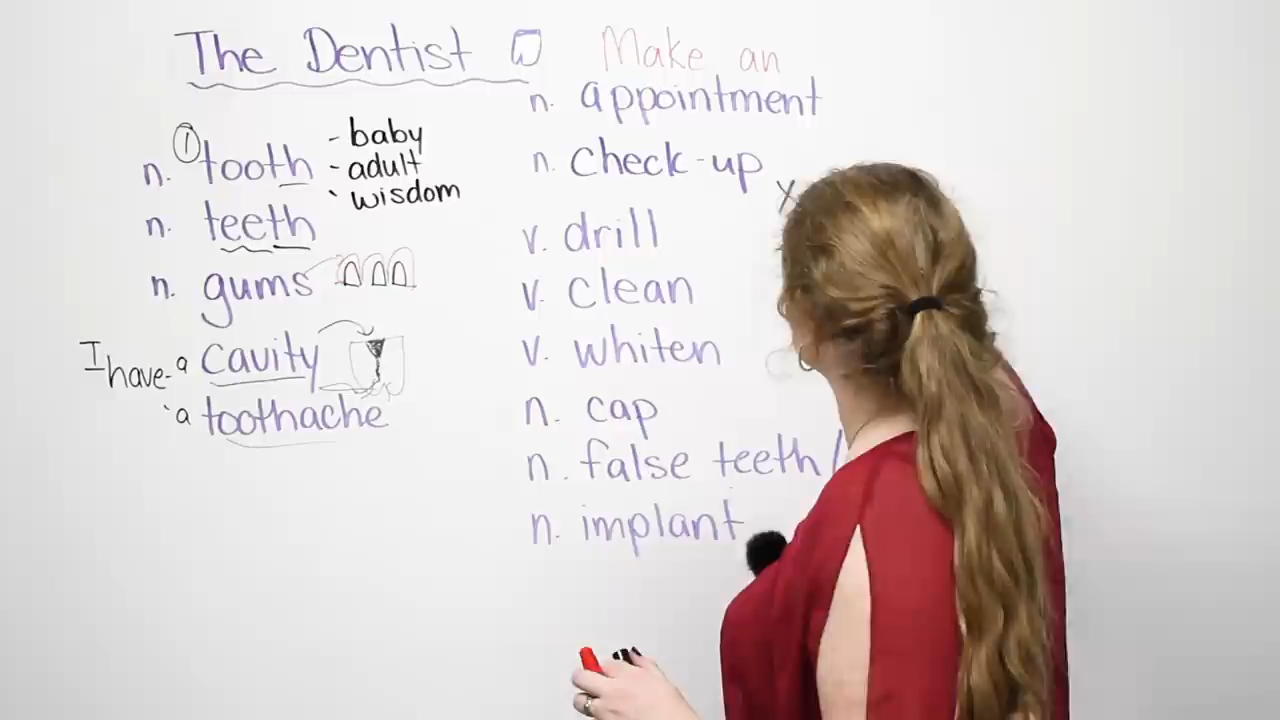 The Dentist
① tooth
n.
- baby
- adult
- wisdom
n. teeth
n. gums
I have a cavity
a toothache
Make an
n. appointment
n. check-up
X
v. drill
v. clean
v. whiten
n. cap
n. false teeth/
n. implant